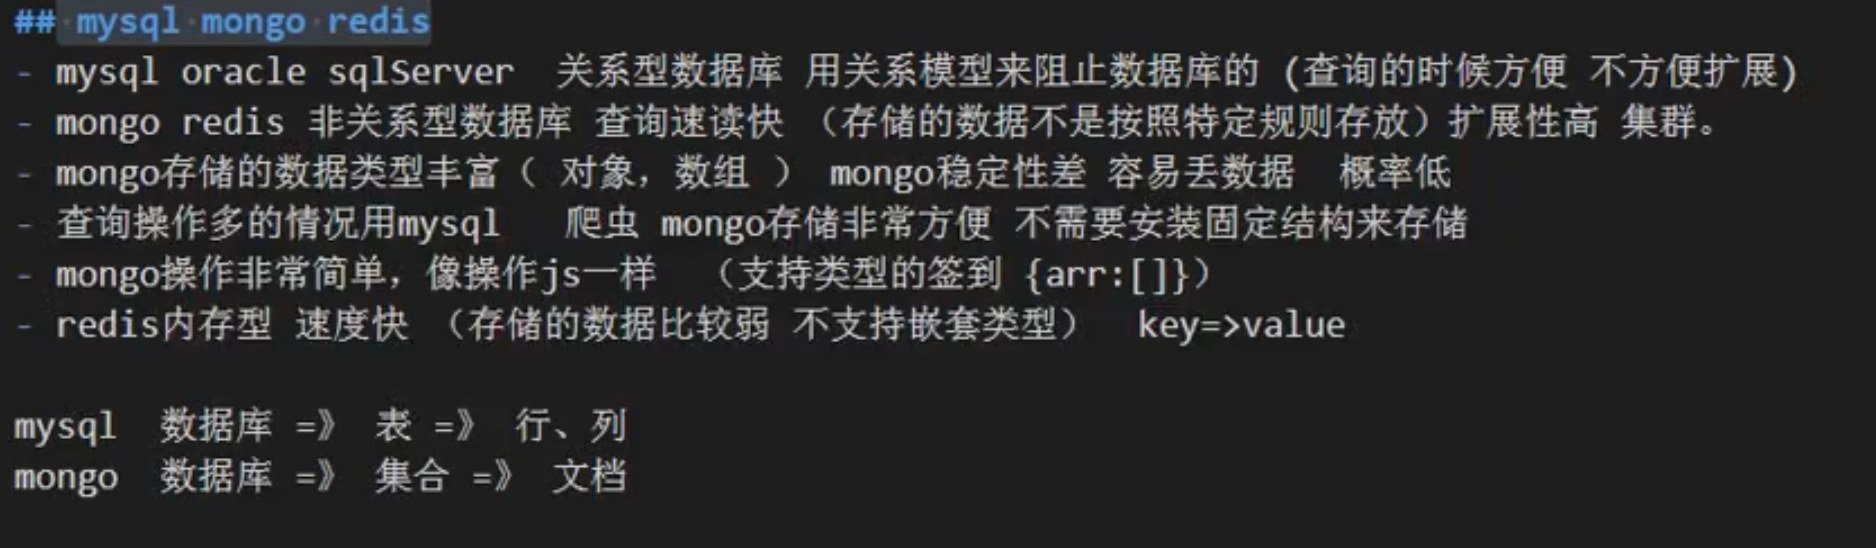 ## mysql mongo redis
- mysql oracle sqlServer 关系型数据库 用关系模型来阻止数据库的 (查询的时候方便 不方便扩展)
- mongo redis 非关系型数据库 查询速读快 （存储的数据不是按照特定规则存放）扩展性高 集群。
- mongo存储的数据类型丰富（ 对象，数组 ） mongo稳定性差 容易丢数据 概率低
- 查询操作多的情况用mysql 爬虫 mongo存储非常方便 不需要安装固定结构来存储
- mongo操作非常简单，像操作js一样 （支持类型的签到 {arr:[]}）
- redis内存型 速度快 （存储的数据比较弱 不支持嵌套类型） key=>value
mysql 数据库 =》 表 =》 行、列
mongo 数据库 =》 集合 =》 文档